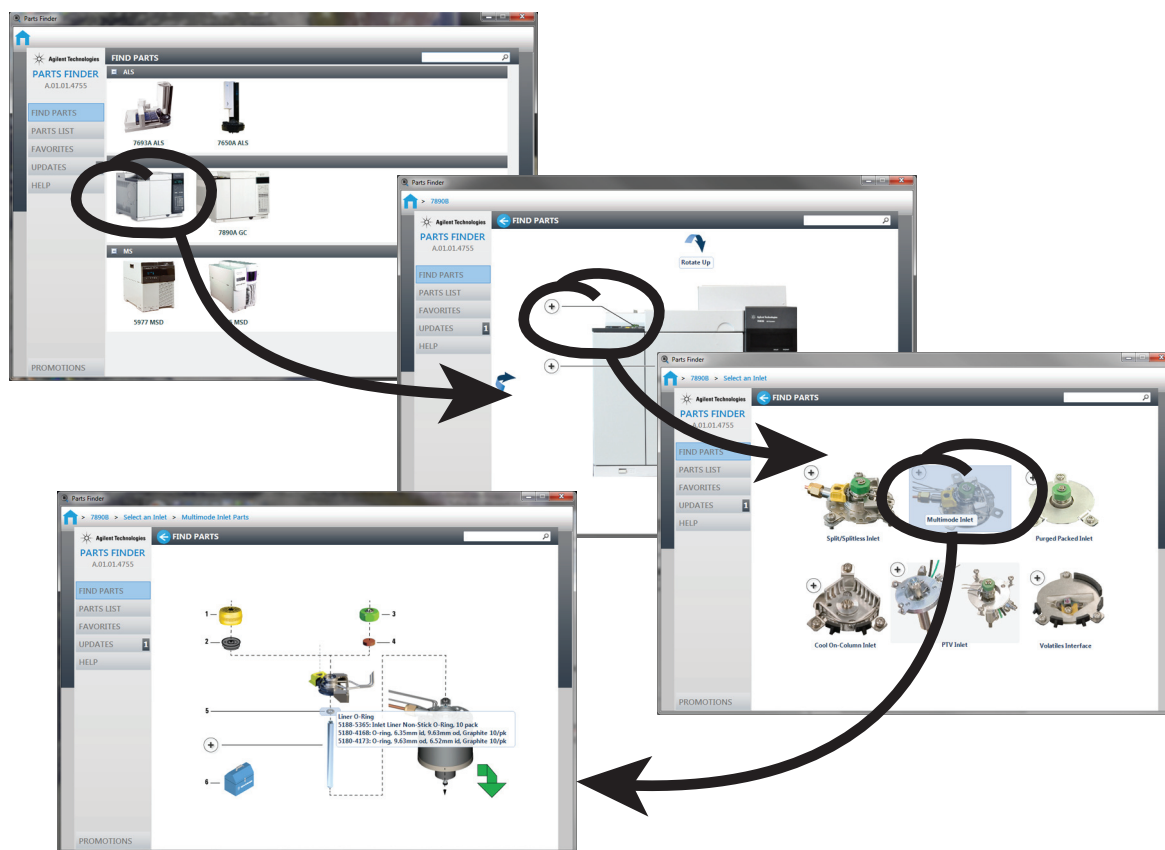 Parts Finder
Agilent Technologies
PARTS FINDER
A.01.01.4755
FIND PARTS
PARTS LIST
FAVORITES
UPDATES
HELP
PROMOTIONS
FIND PARTS
ALS
7693A ALS
7650A ALS
7890A GC
MS
5977 MSD
MSD
Parts Finder
> 7890B
Agilent Technologies
PARTS FINDER
A.01.01.4755
FIND PARTS
PARTS LIST
FAVORITES
UPDATES 1
HELP
FIND PARTS
Rotate Up
Agilent Technologies
Parts Finder
> 7890B > Select an Inlet
Agilent Technologies
PARTS FINDER
A.01.01.4755
FIND PARTS
PARTS LIST
FAVORITES
UPDATES 1
HELP
PROMOTIONS
FIND PARTS
Split/Splitless Inlet
Multimode Inlet
Purged Packed Inlet
Cool On-Column Inlet
PTV Inlet
Volatiles Interface
Parts Finder
> 7890B > Select an Inlet > Multimode Inlet Parts
Agilent Technologies
PARTS FINDER
A.01.01.4755
FIND PARTS
PARTS LIST
FAVORITES
UPDATES 1
HELP
PROMOTIONS
FIND PARTS
1
3
2
4
5
Liner O-Ring
5188-5365: Inlet Liner Non-Stick O-Ring, 10 pack
5180-4168: O-ring, 6.35mm id, 9.63mm od, Graphite 10/pk
5180-4173: O-ring, 9.63mm od, 6.52mm id, Graphite 10/pk
6